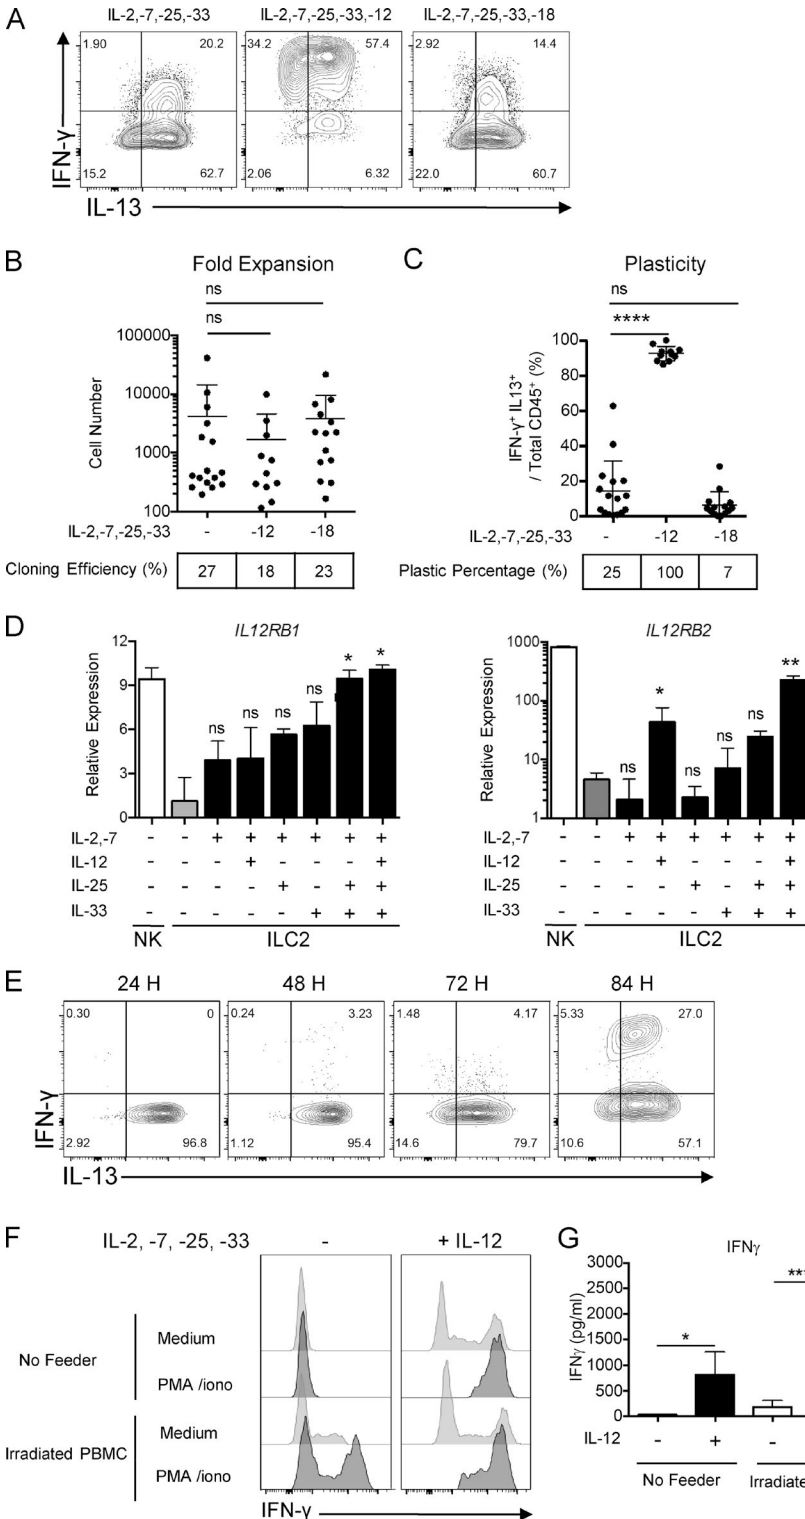 A
IL-2,-7,-25,-33
IL-2,-7,-25,-33,-12
IL-2,-7,-25,-33,-18
1.90 20.2
34.2 57.4
2.92 14.4
15.2 62.7
2.06 6.32
22.0 60.7
IFN-γ
IL-13
B
Fold Expansion
ns
ns
Cell Number
100000
10000
1000
100
IL-2,-7,-25,-33 - -12 -18
Cloning Efficiency (%) 27 18 23
C
Plasticity
ns
****
IFN-γ+ IL13+
/ Total CD45+ (%)
100
80
60
40
20
0
IL-2,-7,-25,-33 - -12 -18
Plastic Percentage (%) 25 100 7
D
IL12RB1
Relative Expression
12
9
6
3
0
ns ns ns ns * *
IL-2,-7 - - + + + + + +
IL-12 - - - + - - - +
IL-25 - - - - + - + +
IL-33 - - - - - + + +
NK ILC2
IL12RB2
Relative Expression
1000
100
10
1
ns * ns ns ns **
IL-2,-7 - - + + + + + +
IL-12 - - - + - - - +
IL-25 - - - - + - + +
IL-33 - - - - - + + +
NK ILC2
E
24 H 48 H 72 H 84 H
0.30 0
0.24 3.23
1.48 4.17
5.33 27.0
2.92 96.8
1.12 95.4
14.6 79.7
10.6 57.1
IFN-γ
IL-13
F
IL-2, -7, -25, -33 - + IL-12
No Feeder
Medium
PMA /iono
Irradiated PBMC
Medium
PMA /iono
IFN-γ
G
IFNγ
IFNγ (pg/ml)
3000
2500
2000
1500
1000
500
0
*
IL-12 - + -
No Feeder